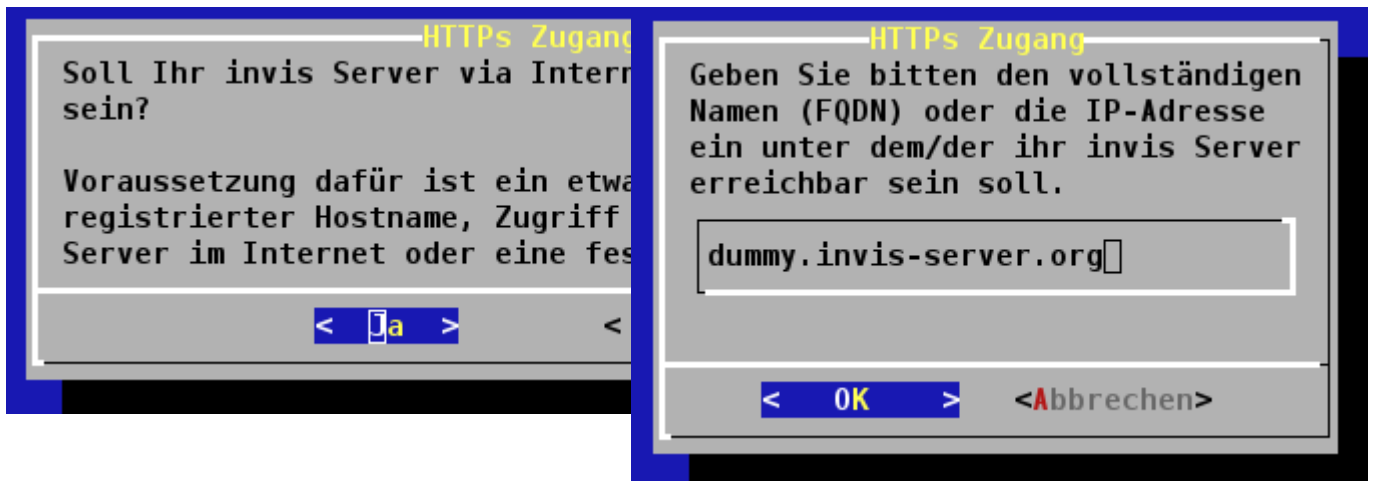 HTTPs Zugang
Soll Ihr invis Server via Intern
sein?
Voraussetzung dafür ist ein etwa
registrierter Hostname, Zugriff
Server im Internet oder eine fes
< Ja > <
HTTPs Zugang
Geben Sie bitten den vollständigen
Namen (FQDN) oder die IP-Adresse
ein unter dem/der ihr invis Server
erreichbar sein soll.
dummy.invis-server.org
< OK > <Abbrechen>